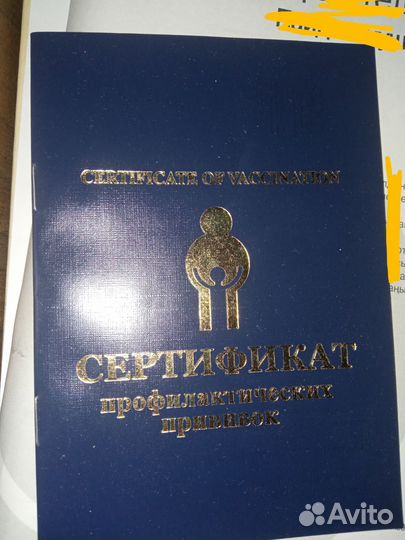 CERTIFICATE OF VACCINATION
СЕРТИФИКАТ
профилактических
прививок
Avito